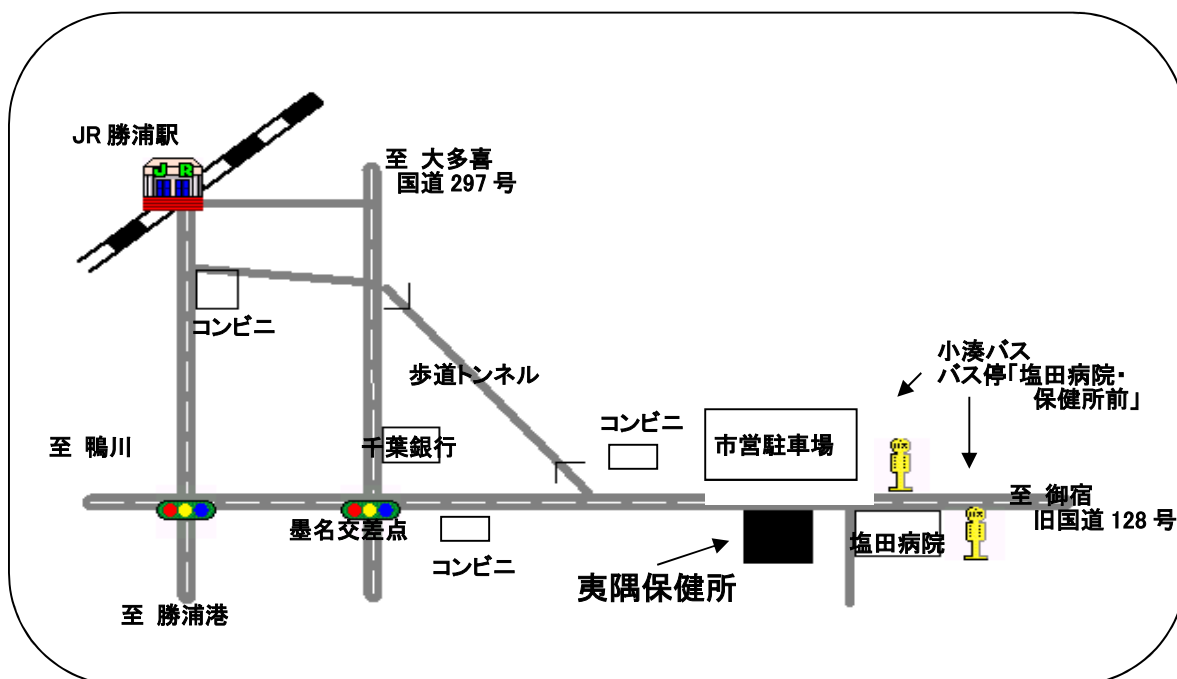 JR 勝浦駅
J R
至 大多喜
国道 297 号
コンビニ
歩道トンネル
小湊バス
バス停「塩田病院・
保健所前」
至 鴨川
千葉銀行
コンビニ
市営駐車場
至 御宿
旧国道 128 号
墨名交差点
コンビニ
夷隅保健所
塩田病院
至 勝浦港